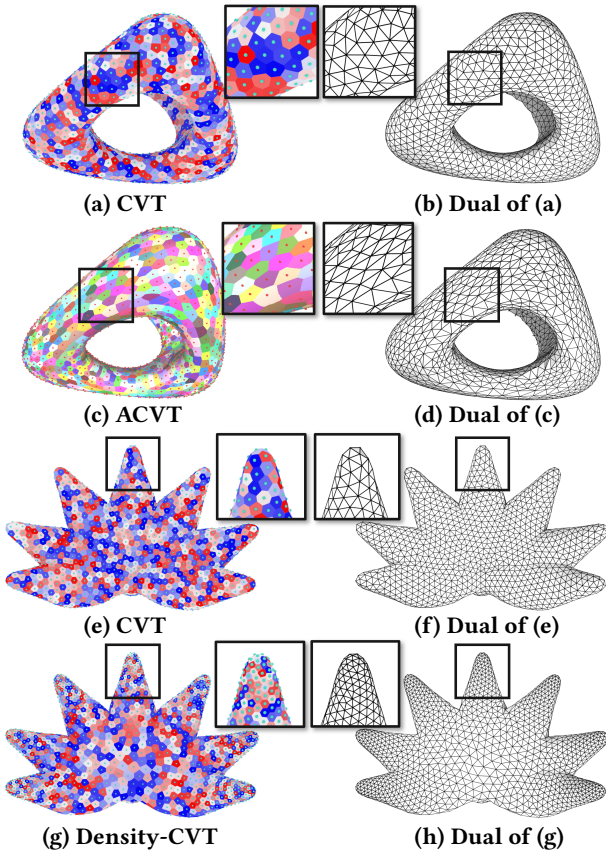 (a) CVT
(b) Dual of (a)
(c) ACVT
(d) Dual of (c)
(e) CVT
(f) Dual of (e)
(g) Density-CVT
(h) Dual of (g)